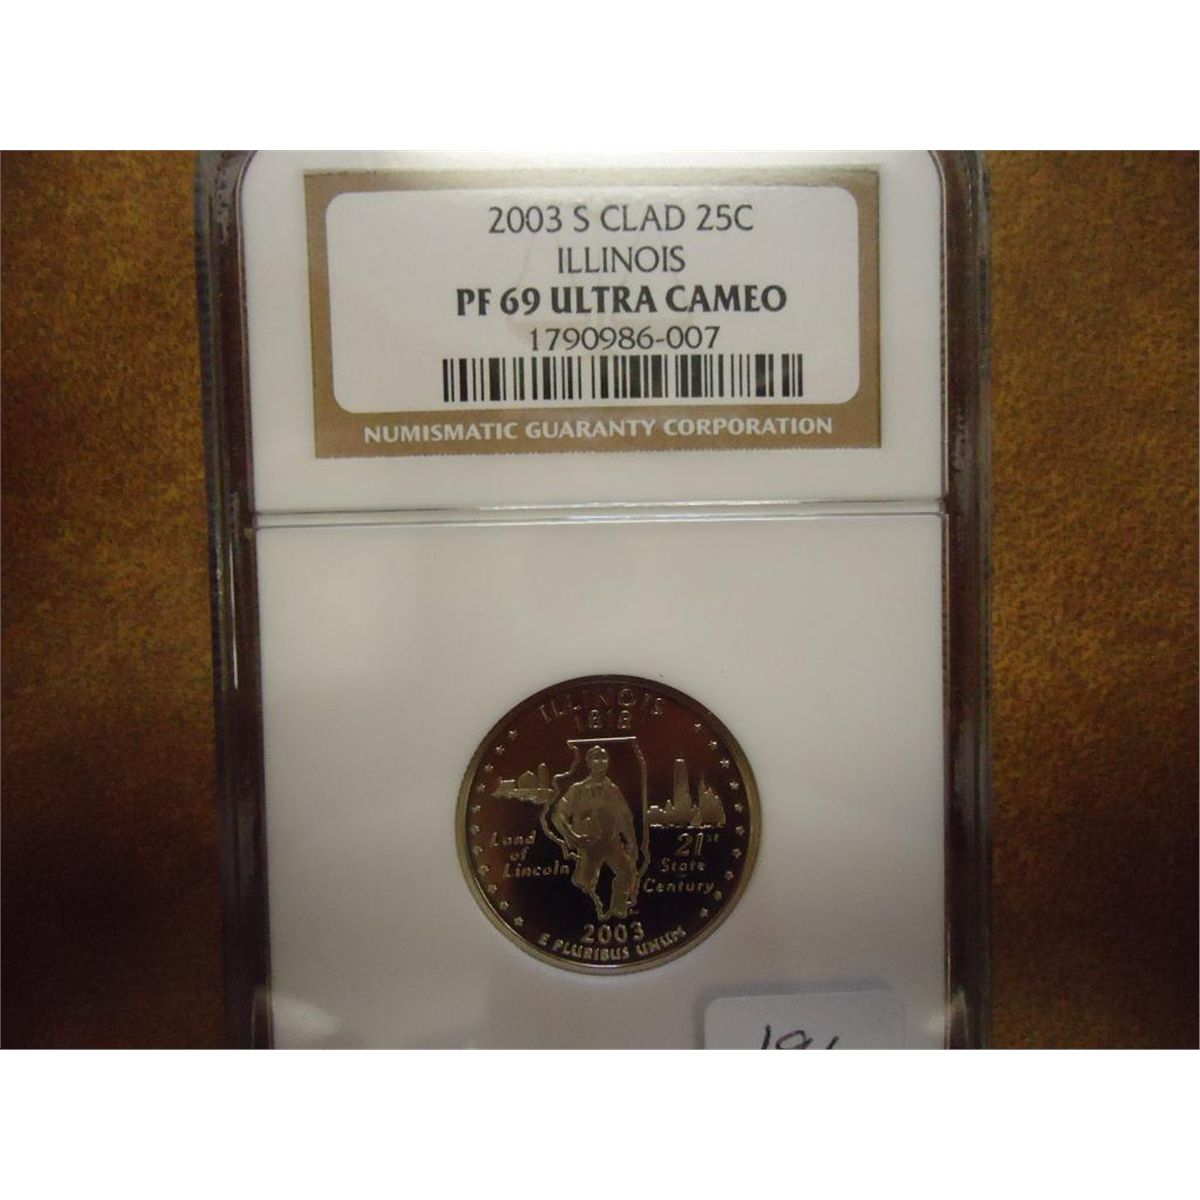 2003 S CLAD 25C
ILLINOIS
PF 69 ULTRA CAMEO
1790986-007
NUMISMATIC GUARANTY CORPORATION
ILLINOIS
1818
Land
of
Lincoln
21st
State
Century
2003
E PLURIBUS UNUM